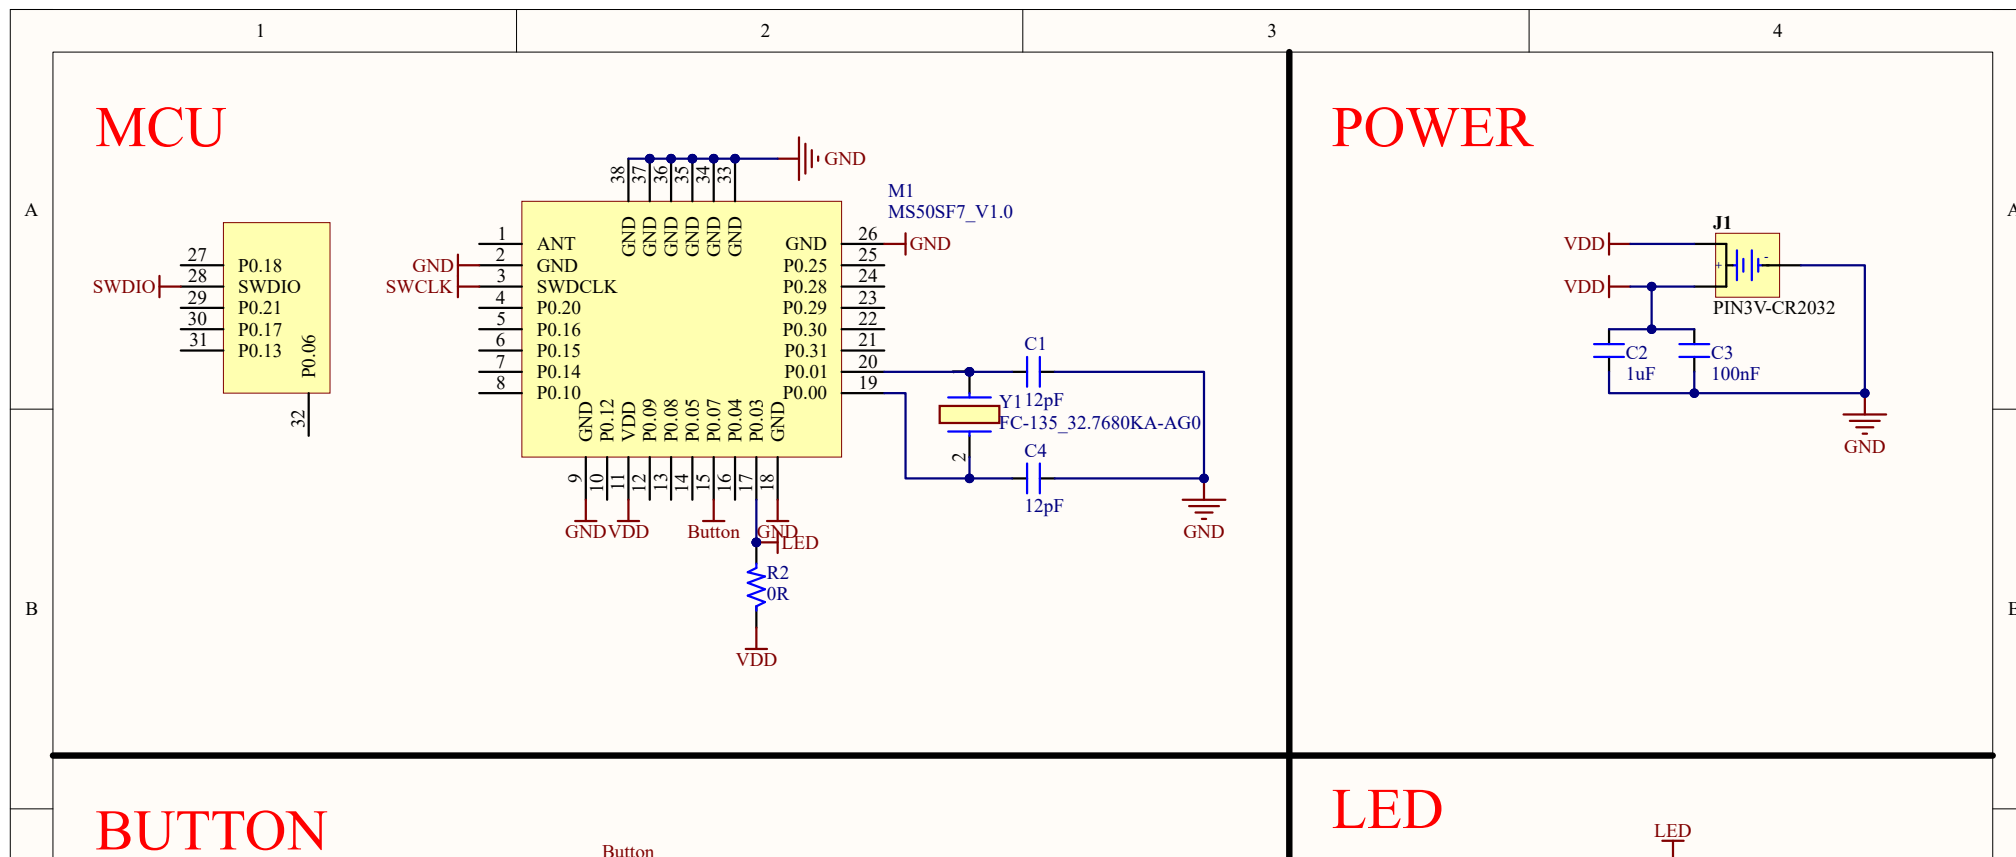 1
2
3
4
A
A
B
MCU
38
37
36
35
34
33
GND
M1
MS50SF7_V1.0
GND
GND
GND
GND
GND
GND
27
P0.18
SWDIO
28
SWDIO
29
P0.21
30
P0.17
31
P0.13
P0.06
32
1
ANT
GND
2
GND
SWCLK
3
SWDCLK
4
P0.20
5
P0.16
6
P0.15
7
P0.14
8
P0.10
GND
26
GND
P0.25
25
P0.28
24
P0.29
23
P0.30
22
P0.31
21
P0.01
20
P0.00
19
GND
P0.12
VDD
P0.09
P0.08
P0.05
P0.07
P0.04
P0.03
GND
9
10
11
12
13
14
15
16
17
18
GND
VDD
Button
GND
LED
R2
0R
VDD
C1
12pF
Y1
FC-135_32.7680KA-AG0
2
C4
12pF
GND
POWER
J1
VDD
VDD
+
-
PIN3V-CR2032
C2
1uF
C3
100nF
GND
BUTTON
Button
LED
LED